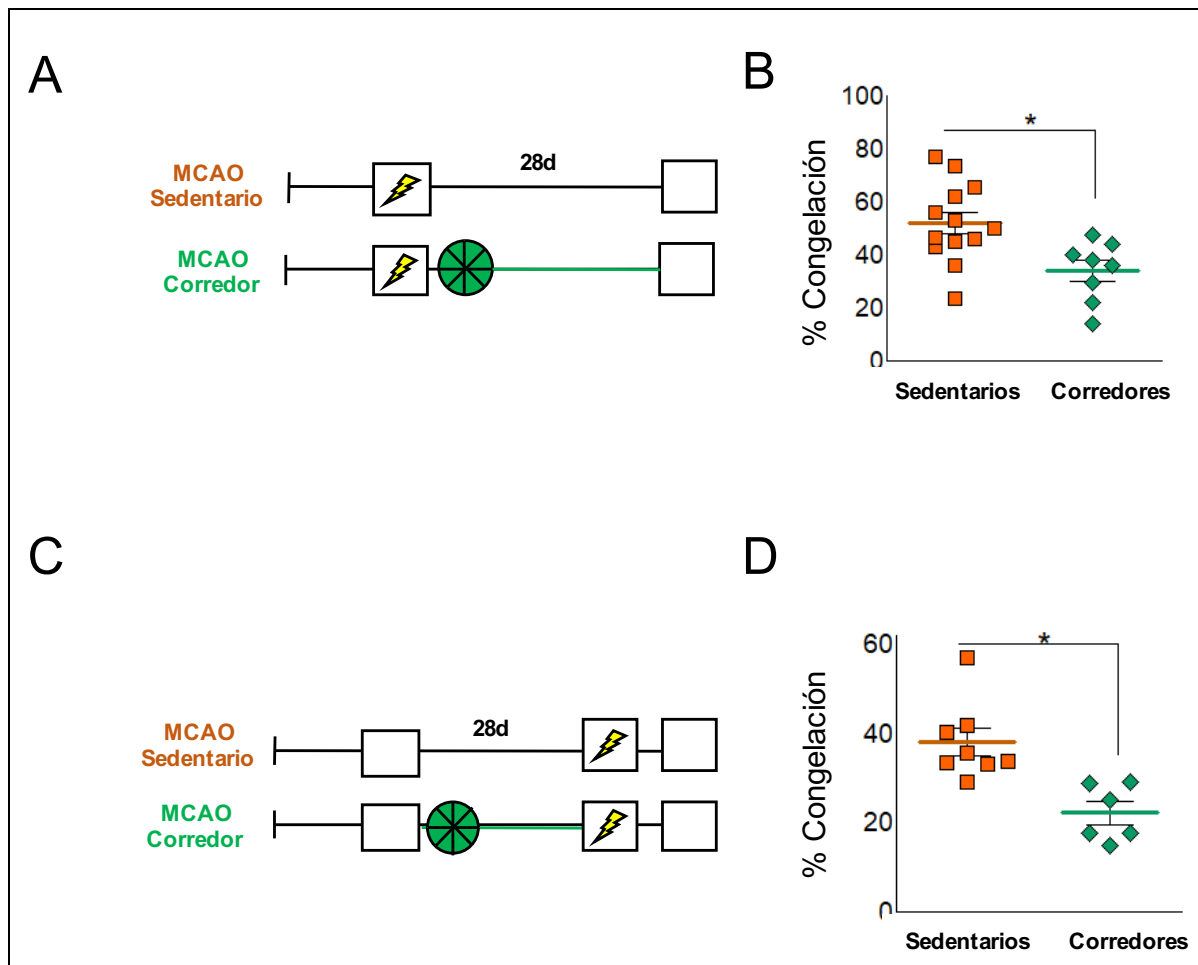 A
MCAO
Sedentario
28d
MCAO
Corredor
B
% Congelación
100
80
60
40
20
0
*
Sedentarios
Corredores
C
MCAO
Sedentario
28d
MCAO
Corredor
D
% Congelación
60
40
20
0
*
Sedentarios
Corredores